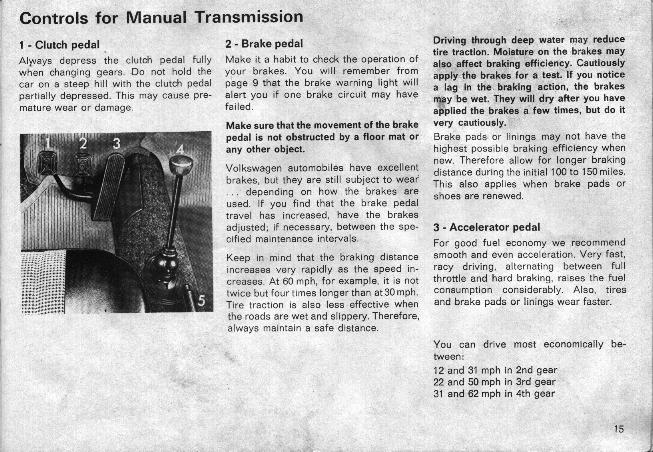 Controls for Manual Transmission
1 - Clutch pedal
Always depress the clutch pedal fully
when changing gears. Do not hold the
car on a steep hill with the clutch pedal
partially depressed. This may cause pre-
mature wear or damage.
1 2 3 4
5
2 - Brake pedal
Make it a habit to check the operation of
your brakes. You will remember from
page 9 that the brake warning light will
alert you if one brake circuit may have
failed.
Make sure that the movement of the brake
pedal is not obstructed by a floor mat or
any other object.
Volkswagen automobiles have excellent
brakes, but they are still subject to wear
... depending on how the brakes are
used. If you find that the brake pedal
travel has increased, have the brakes
adjusted; if necessary, between the spe-
cified maintenance intervals.
Keep in mind that the braking distance
increases very rapidly as the speed in-
creases. At 60 mph, for example, it is not
twice but four times longer than at 30 mph.
Tire traction is also less effective when
the roads are wet and slippery. Therefore,
always maintain a safe distance.
Driving through deep water may reduce
tire traction. Moisture on the brakes may
also affect braking efficiency. Cautiously
apply the brakes for a test. If you notice
a lag in the braking action, the brakes
may be wet. They will dry after you have
applied the brakes a few times, but do it
very cautiously.
Brake pads or linings may not have the
highest possible braking efficiency when
new. Therefore allow for longer braking
distance during the initial 100 to 150 miles.
This also applies when brake pads or
shoes are renewed.
3 - Accelerator pedal
For good fuel economy we recommend
smooth and even acceleration. Very fast,
racy driving, alternating between full
throttle and hard braking, raises the fuel
consumption considerably. Also, tires
and brake pads or linings wear faster.
You can drive most economically be-
tween:
12 and 31 mph in 2nd gear
22 and 50 mph in 3rd gear
31 and 62 mph in 4th gear
15